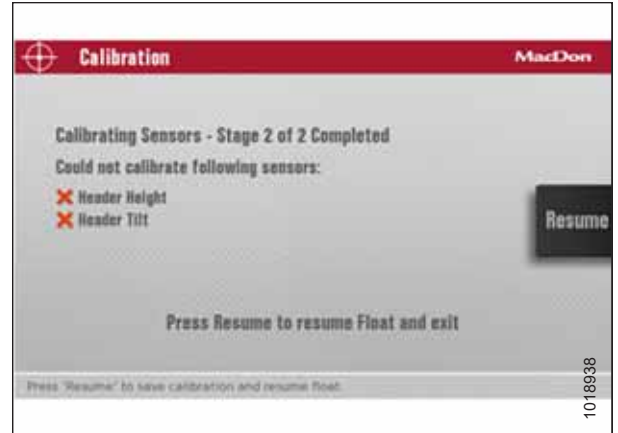 Calibration
MacDon
Calibrating Sensors - Stage 2 of 2 Completed
Could not calibrate following sensors:
Header Height
Header Tilt
Resume
Press Resume to resume Float and exit
Press 'Resume' to save calibration and resume float.
1018938